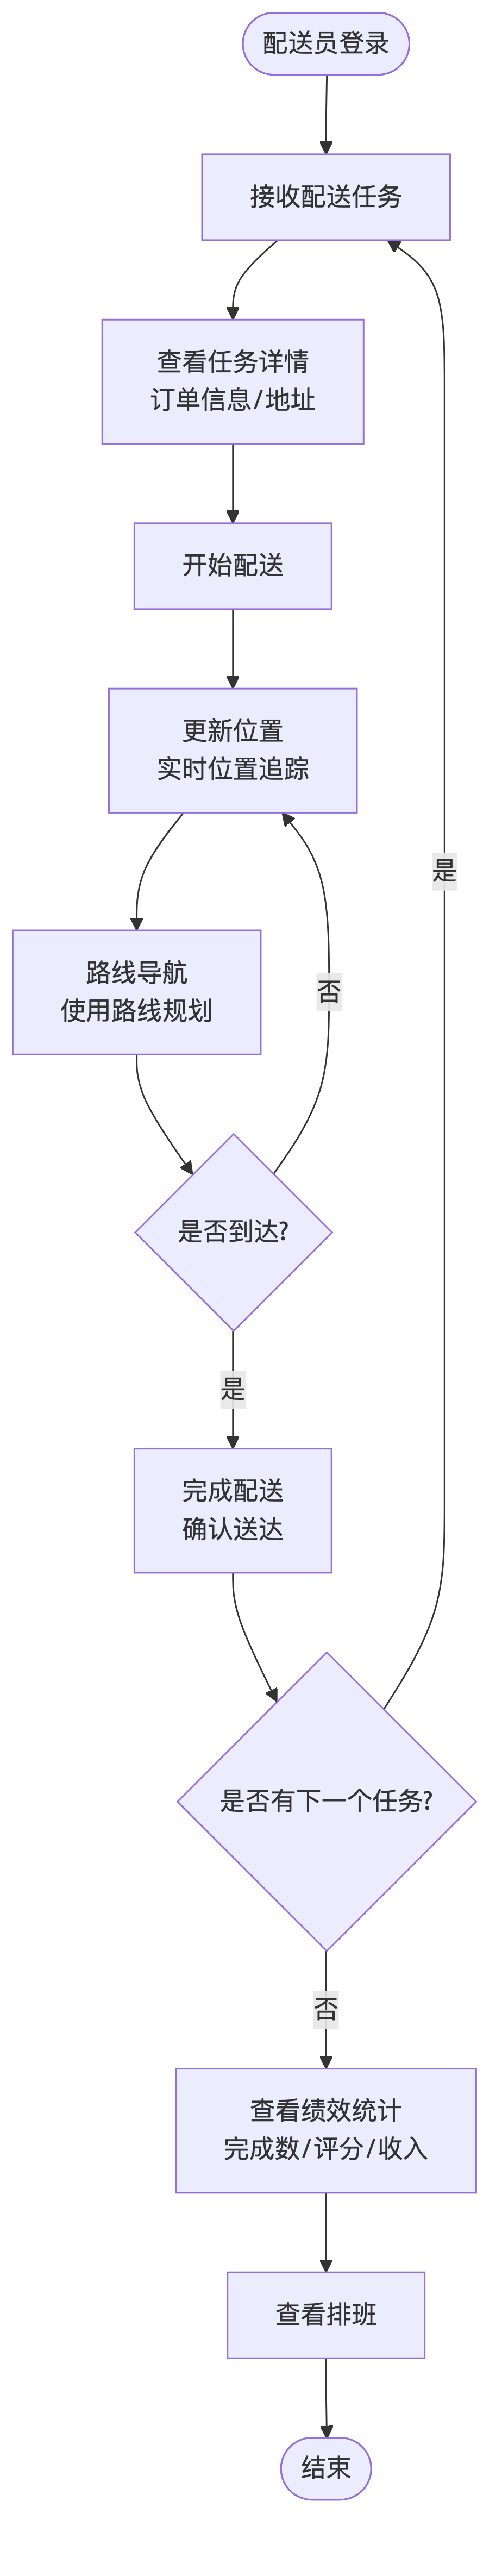 配送员登录
接收配送任务
查看任务详情
订单信息/地址
开始配送
更新位置
实时位置追踪
是
路线导航
使用路线规划
否
是否到达?
是
完成配送
确认送达
是否有下一个任务?
否
查看绩效统计
完成数/评分/收入
查看排班
结束